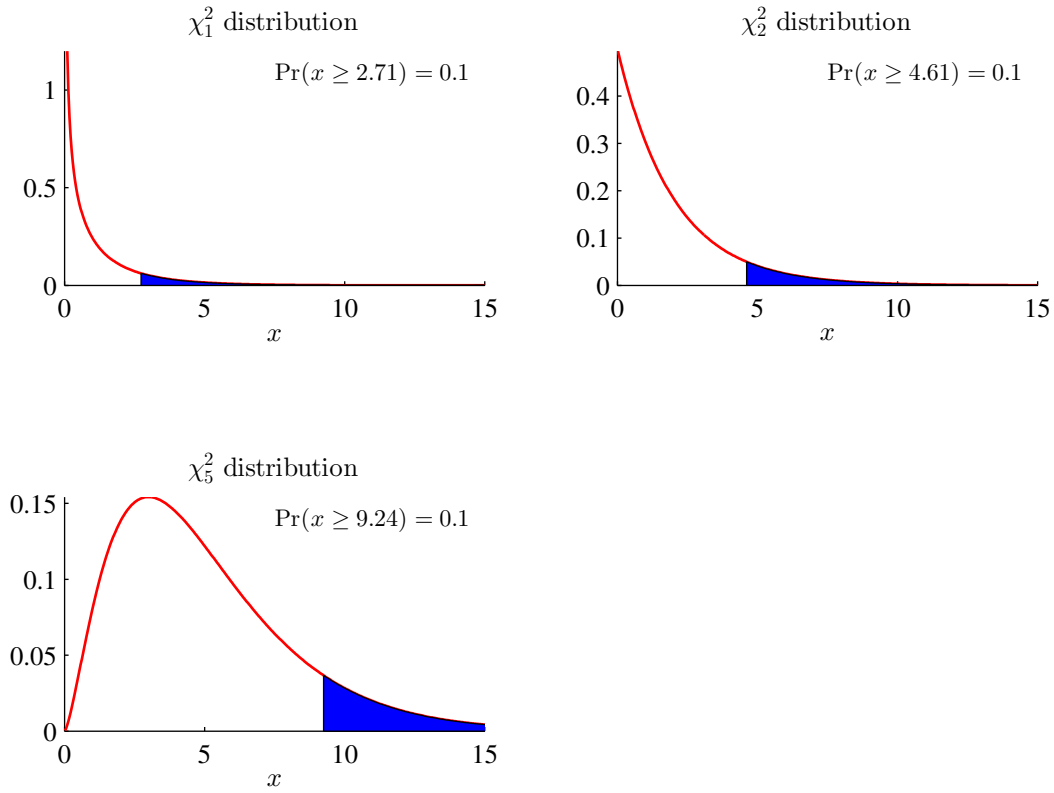 χ₁² distribution
Pr(x ≥ 2.71) = 0.1
1
0.5
0
0 5 10 15
x
χ₂² distribution
Pr(x ≥ 4.61) = 0.1
0.4
0.3
0.2
0.1
0
0 5 10 15
x
χ₅² distribution
Pr(x ≥ 9.24) = 0.1
0.15
0.1
0.05
0
0 5 10 15
x